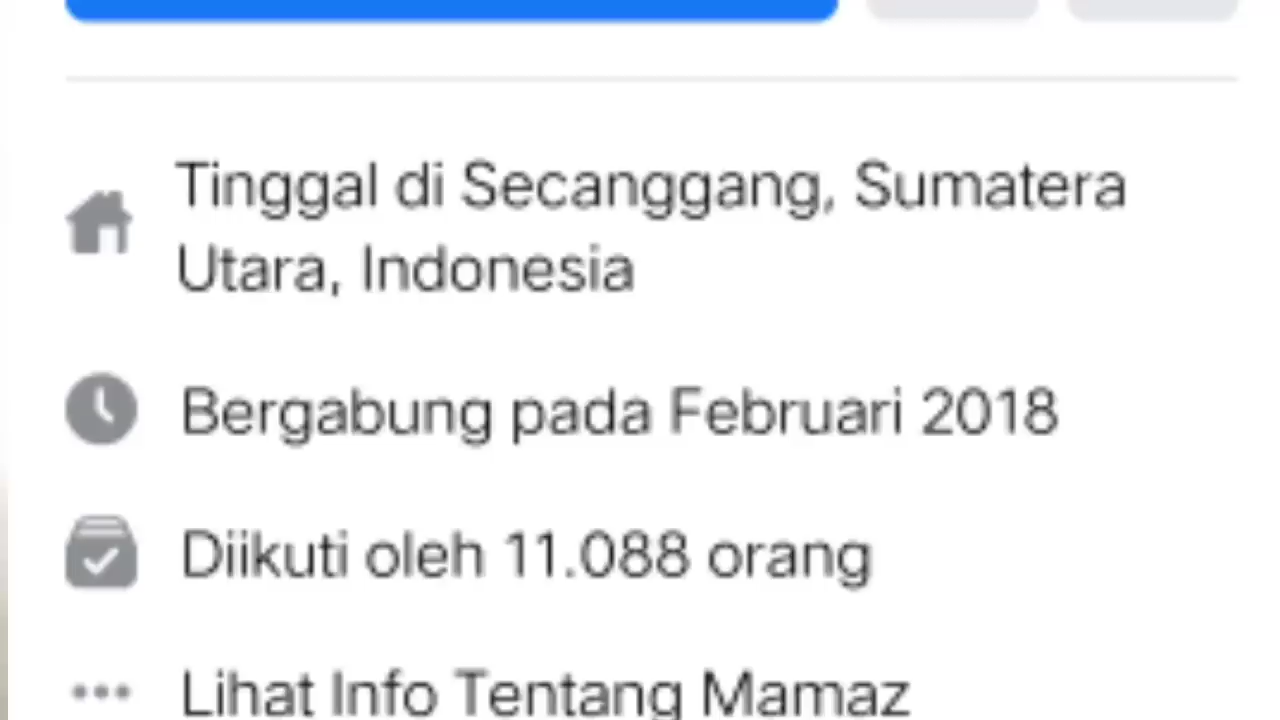 Tinggal di Secanggang, Sumatera
Utara, Indonesia
Bergabung pada Februari 2018
Diikuti oleh 11.088 orang
Lihat Info Tentang Mamaz